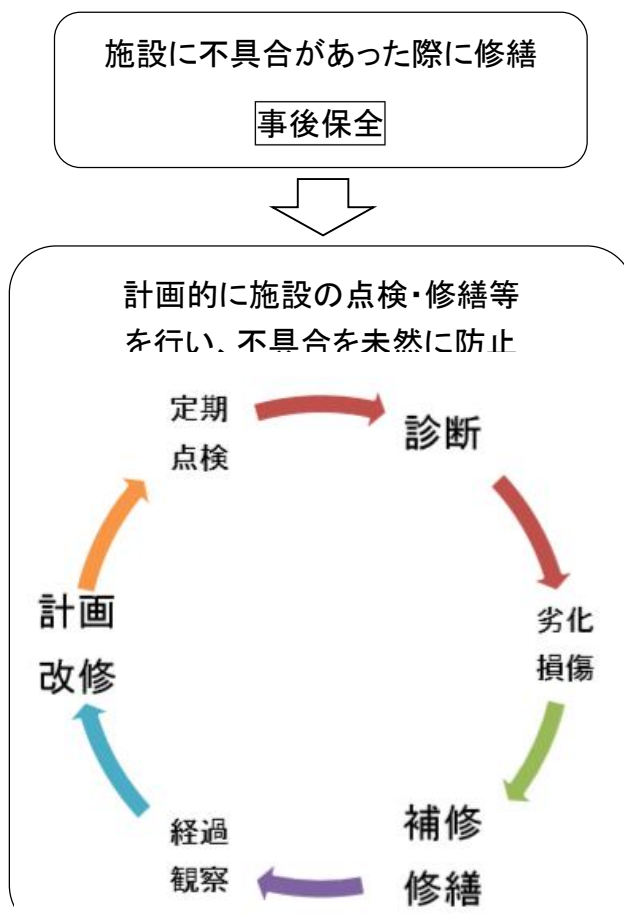 施設に不具合があった際に修繕
事後保全
計画的に施設の点検・修繕等
を行い、不具合を未然に防止
定期
点検
診断
劣化
損傷
補修
修繕
経過
観察
計画
改修